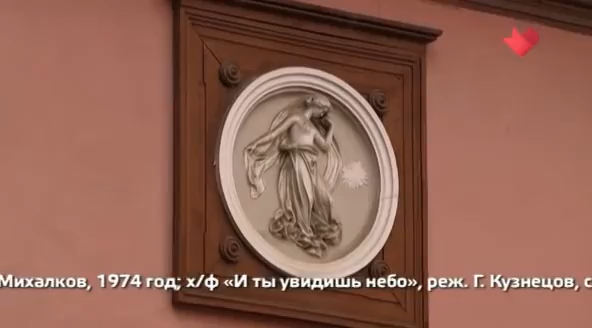 Михалков, 1974 год; х/ф «И ты увидишь небо», реж. Г. Кузнецов, с